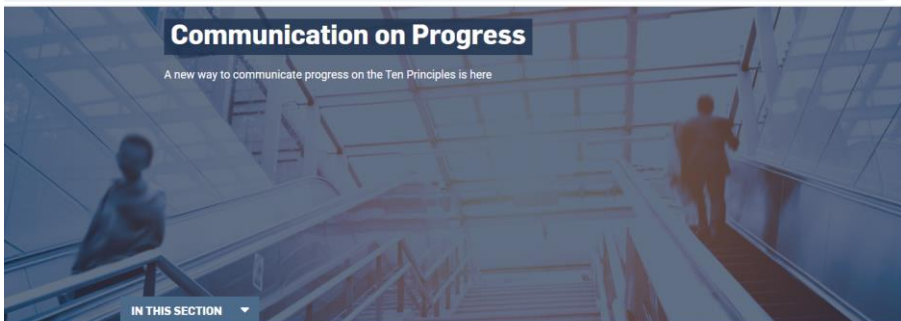 Communication on Progress
A new way to communicate progress on the Ten Principles is here
IN THIS SECTION